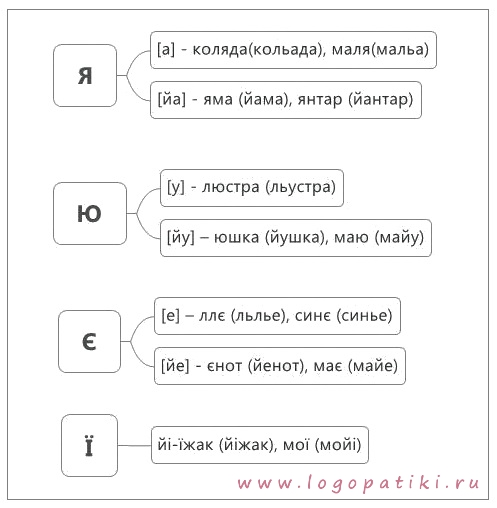 Я
[а] - коляда(кольада), маля(мальа)
[йа] - яма (йама), янтар (йантар)
Ю
[у] - люстра (льустра)
[йу] – юшка (йушка), маю (майу)
Є
[е] – ллє (льлье), синє (синье)
[йе] - єнот (йенот), має (майе)
Ї
йі-їжак (йіжак), мої (мойі)
www.logopatiki.ru